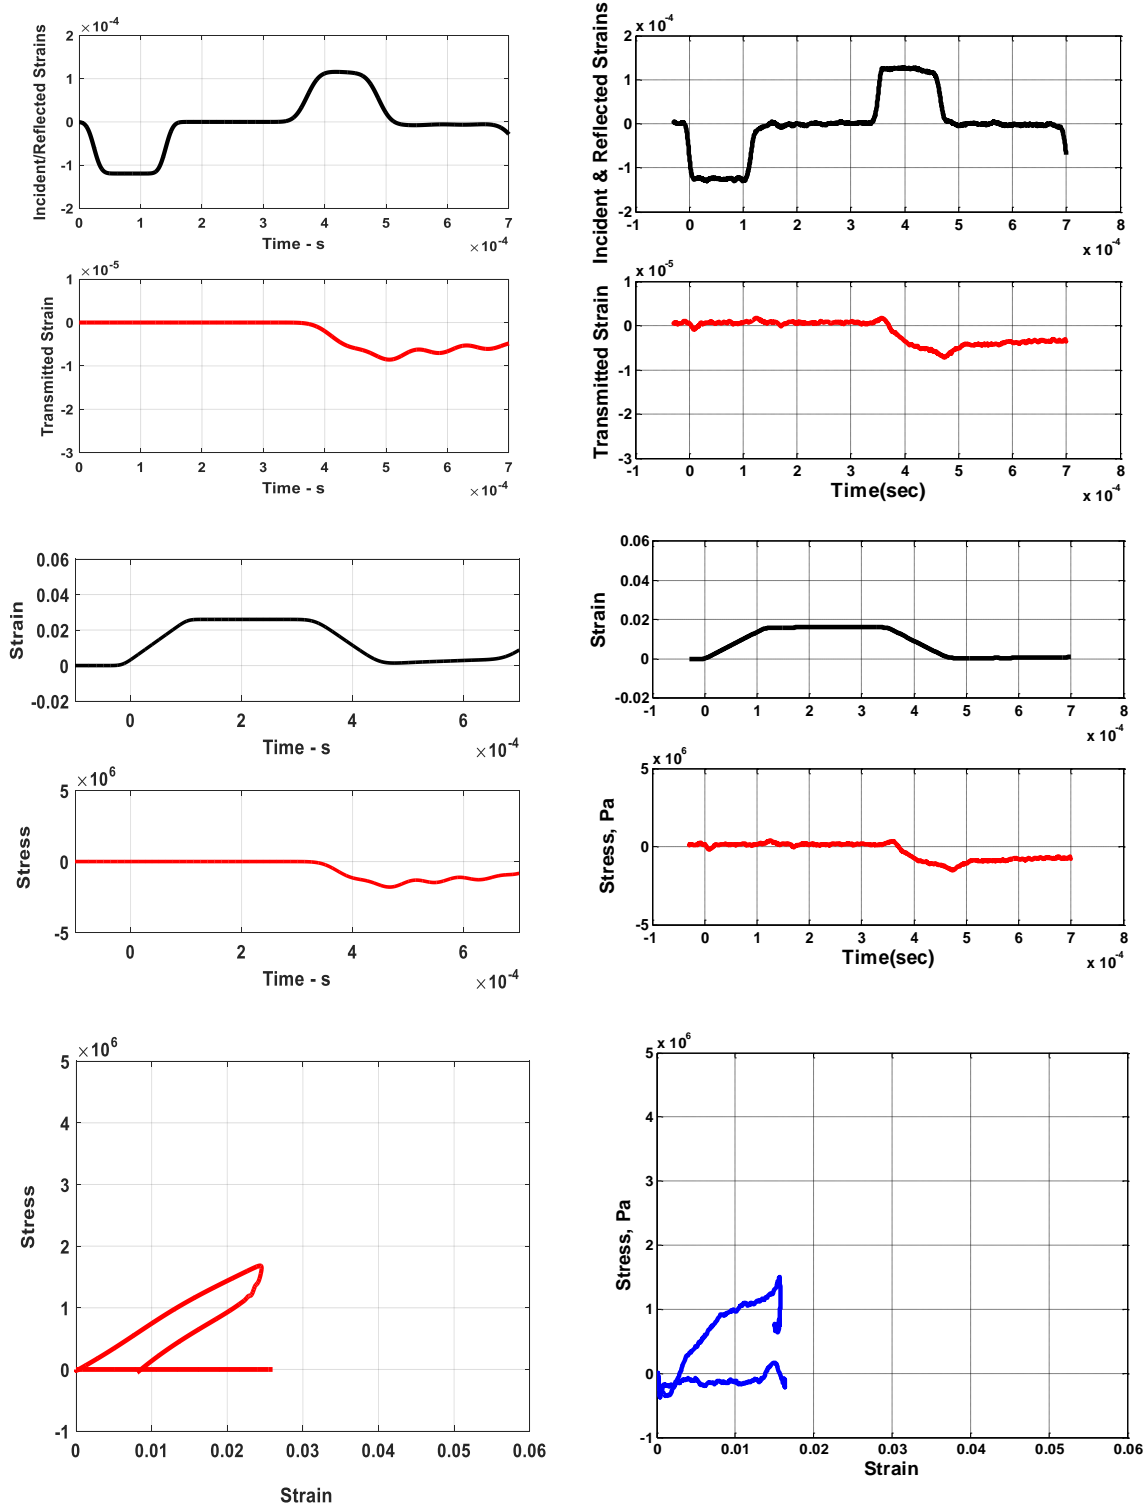 ×10-4
2
1
0
-1
-2
Incident/Reflected Strains
0 1 2 3 4 5 6 7
Time - s
×10-4
x 10-4
2
1
0
-1
-2
Incident & Reflected Strains
-1 0 1 2 3 4 5 6 7 8
x 10-4
×10-5
1
0
-1
-2
-3
Transmitted Strain
0 1 2 3 4 5 6 7
Time - s
×10-4
x 10-5
1
0
-1
-2
-3
Transmitted Strain
-1 0 1 2 3 4 5 6 7 8
Time(sec)
x 10-4
0.06
0.04
0.02
0
-0.02
Strain
0 2 4 6
Time - s
×10-4
0.06
0.04
0.02
0
-0.02
Strain
-1 0 1 2 3 4 5 6 7 8
x 10-4
×106
5
0
-5
Stress
0 2 4 6
Time - s
×10-4
x 106
5
0
-5
Stress, Pa
-1 0 1 2 3 4 5 6 7 8
Time(sec)
x 10-4
×106
5
4
3
2
1
0
-1
Stress
0 0.01 0.02 0.03 0.04 0.05 0.06
Strain
x 106
5
4
3
2
1
0
-1
Stress, Pa
0 0.01 0.02 0.03 0.04 0.05 0.06
Strain